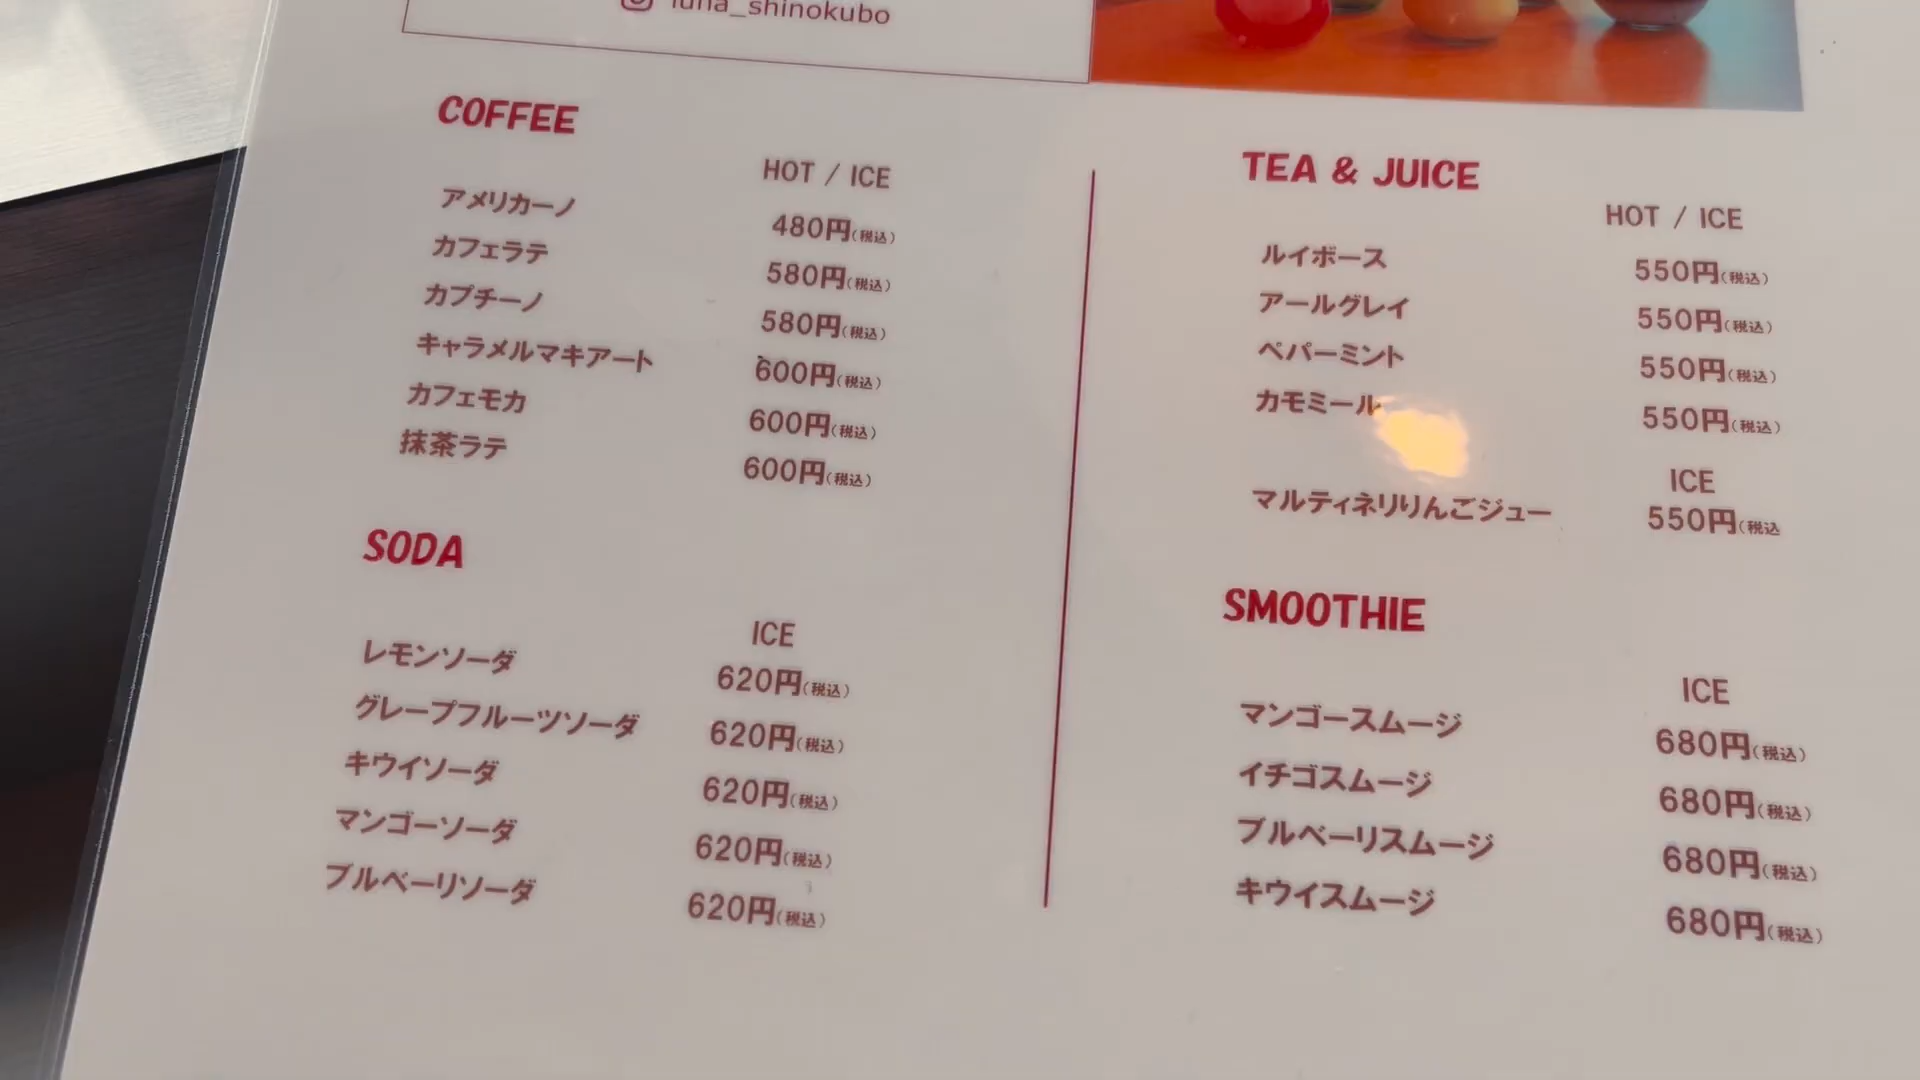 luna_shinokubo
COFFEE
HOT / ICE
アメリカーノ 480円(税込)
カフェラテ 580円(税込)
カプチーノ 580円(税込)
キャラメルマキアート 600円(税込)
カフェモカ 600円(税込)
抹茶ラテ 600円(税込)
SODA
ICE
レモンソーダ 620円(税込)
グレープフルーツソーダ 620円(税込)
キウイソーダ 620円(税込)
マンゴーソーダ 620円(税込)
ブルベーリソーダ 620円(税込)
TEA & JUICE
HOT / ICE
ルイボース 550円(税込)
アールグレイ 550円(税込)
ペパーミント 550円(税込)
カモミール 550円(税込)
ICE
マルティネリりんごジュー 550円(税込
SMOOTHIE
ICE
マンゴースムージ 680円(税込)
イチゴスムージ 680円(税込)
ブルベーリスムージ 680円(税込)
キウイスムージ 680円(税込)